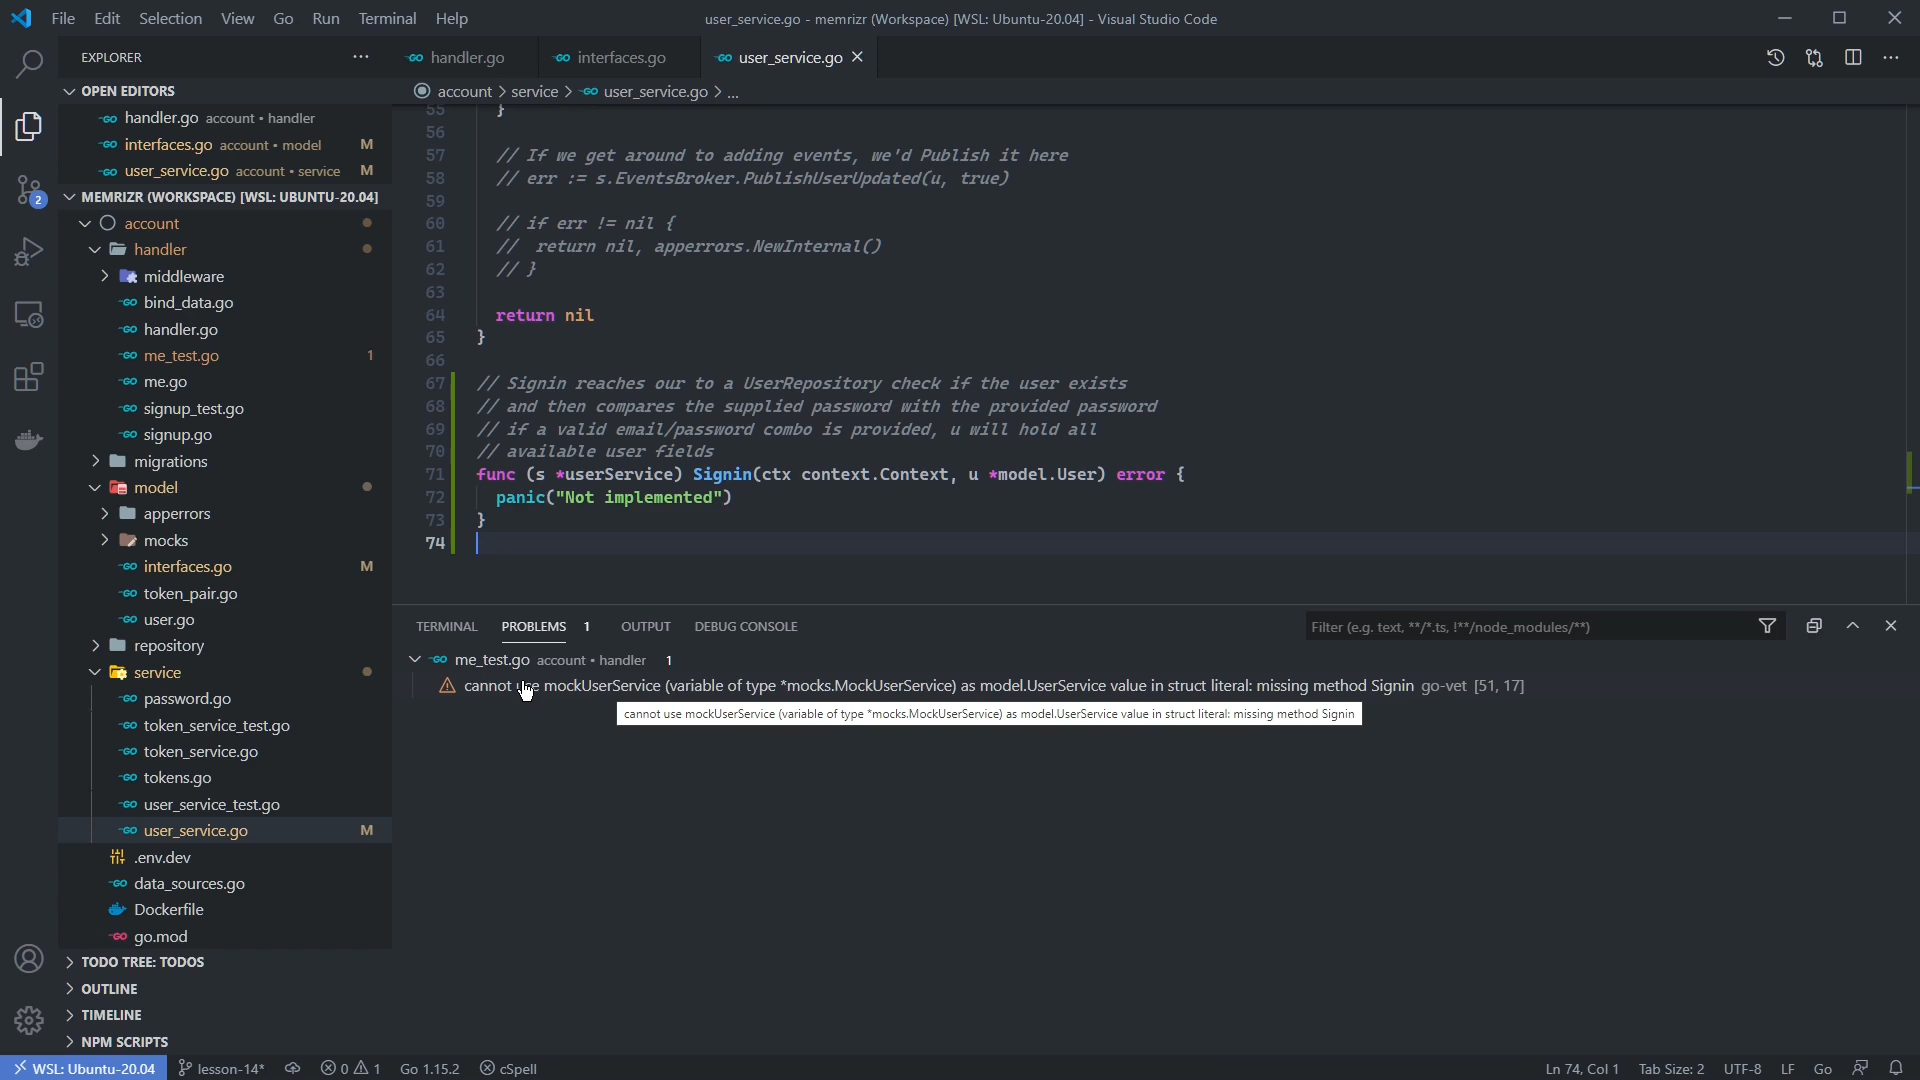 File Edit Selection View Go Run Terminal Help
user_service.go - memrizr (Workspace) [WSL: Ubuntu-20.04] - Visual Studio Code
EXPLORER
handler.go
interfaces.go
user_service.go
OPEN EDITORS
handler.go account • handler
interfaces.go account • model M
user_service.go account • service M
MEMRIZR (WORKSPACE) [WSL: UBUNTU-20.04]
account
handler
middleware
bind_data.go
handler.go
me_test.go 1
me.go
signup_test.go
signup.go
migrations
model
apperrors
mocks
interfaces.go M
token_pair.go
user.go
repository
service
password.go
token_service_test.go
token_service.go
tokens.go
user_service_test.go
user_service.go M
.env.dev
data_sources.go
Dockerfile
go.mod
TODO TREE: TODOS
OUTLINE
TIMELINE
NPM SCRIPTS
2
account > service > user_service.go > ...
55 }
56
57 // If we get around to adding events, we'd Publish it here
58 // err := s.EventsBroker.PublishUserUpdated(u, true)
59
60 // if err != nil {
61 // return nil, apperrors.NewInternal()
62 // }
63
64 return nil
65 }
66
67 // Signin reaches our to a UserRepository check if the user exists
68 // and then compares the supplied password with the provided password
69 // if a valid email/password combo is provided, u will hold all
70 // available user fields
71 func (s *userService) Signin(ctx context.Context, u *model.User) error {
72 panic("Not implemented")
73 }
74
TERMINAL PROBLEMS 1 OUTPUT DEBUG CONSOLE
Filter (e.g. text, **/*.ts, !**/node_modules/**)
me_test.go account • handler 1
cannot use mockUserService (variable of type *mocks.MockUserService) as model.UserService value in struct literal: missing method Signin go-vet [51, 17]
cannot use mockUserService (variable of type *mocks.MockUserService) as model.UserService value in struct literal: missing method Signin
WSL: Ubuntu-20.04 lesson-14* 0 1 Go 1.15.2 cSpell
Ln 74, Col 1 Tab Size: 2 UTF-8 LF Go